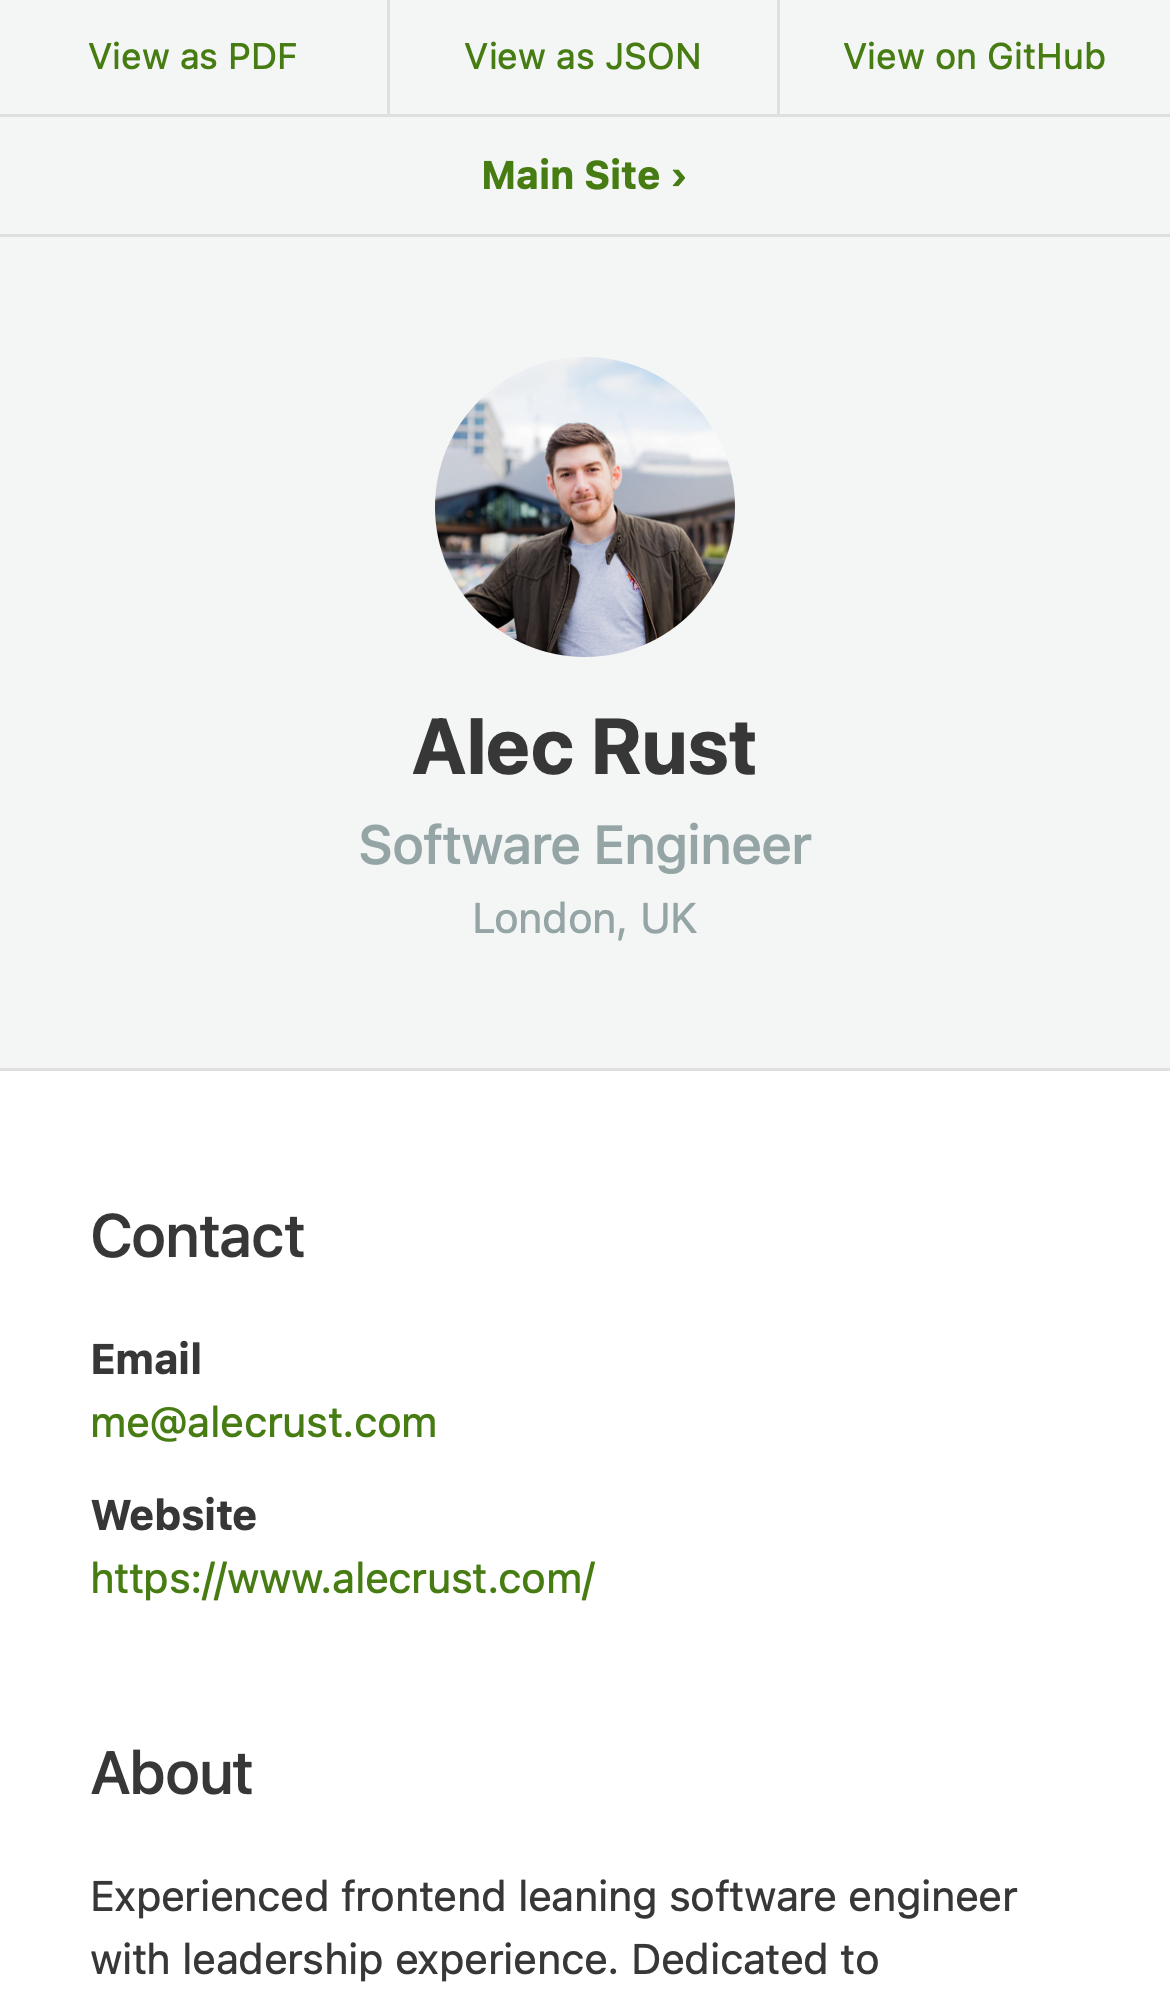 View as PDF
View as JSON
View on GitHub
Main Site ›
Alec Rust
Software Engineer
London, UK
Contact
Email
me@alecrust.com
Website
https://www.alecrust.com/
About
Experienced frontend leaning software engineer
with leadership experience. Dedicated to